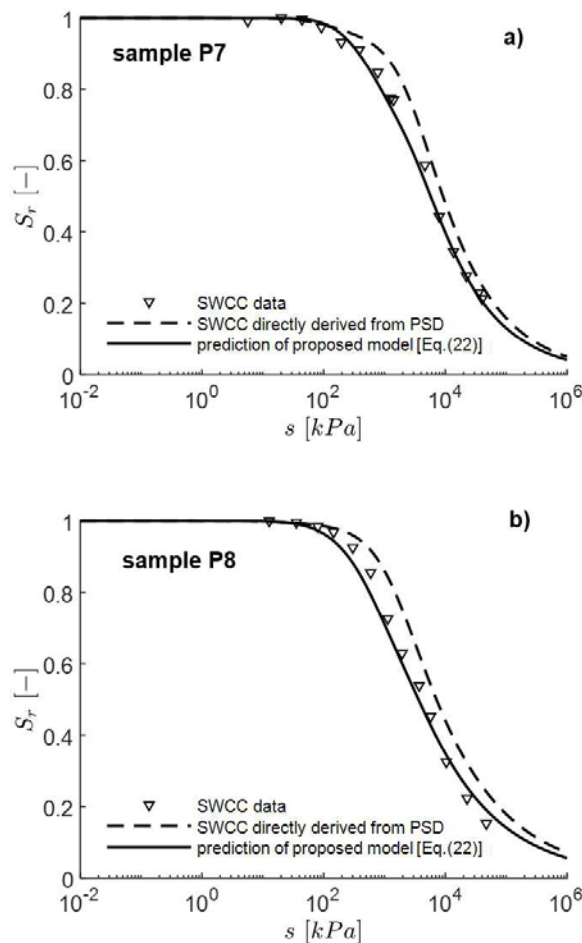 1
a)
sample P7
0.8
0.6
S_r [−]
0.4
SWCC data
0.2
SWCC directly derived from PSD
prediction of proposed model [Eq.(22)]
0
10^-2 10^0 10^2 10^4 10^6
s [kPa]
1
b)
sample P8
0.8
0.6
S_r [−]
0.4
SWCC data
0.2
SWCC directly derived from PSD
prediction of proposed model [Eq.(22)]
0
10^-2 10^0 10^2 10^4 10^6
s [kPa]